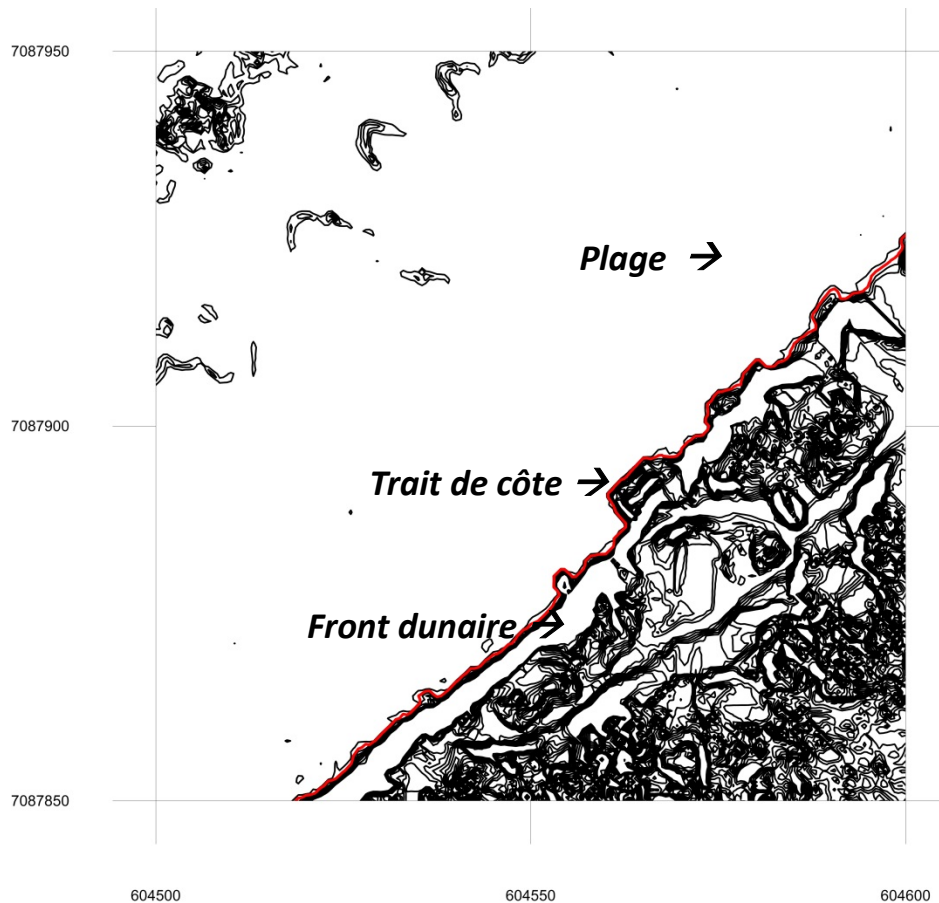 7087950
Plage →
7087900
Trait de côte →
Front dunaire →
7087850
604500 604550 604600